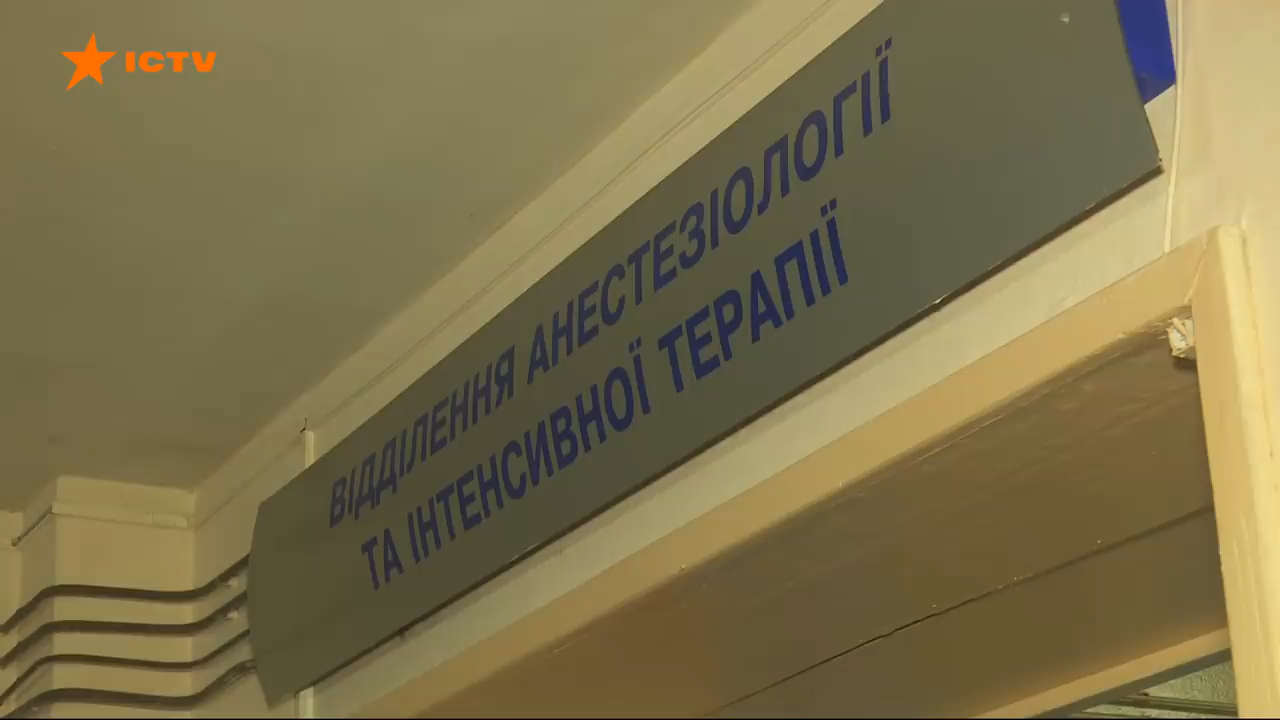 ICTV
ВІДДІЛЕННЯ АНЕСТЕЗІОЛОГІЇ
ТА ІНТЕНСИВНОЇ ТЕРАПІЇ